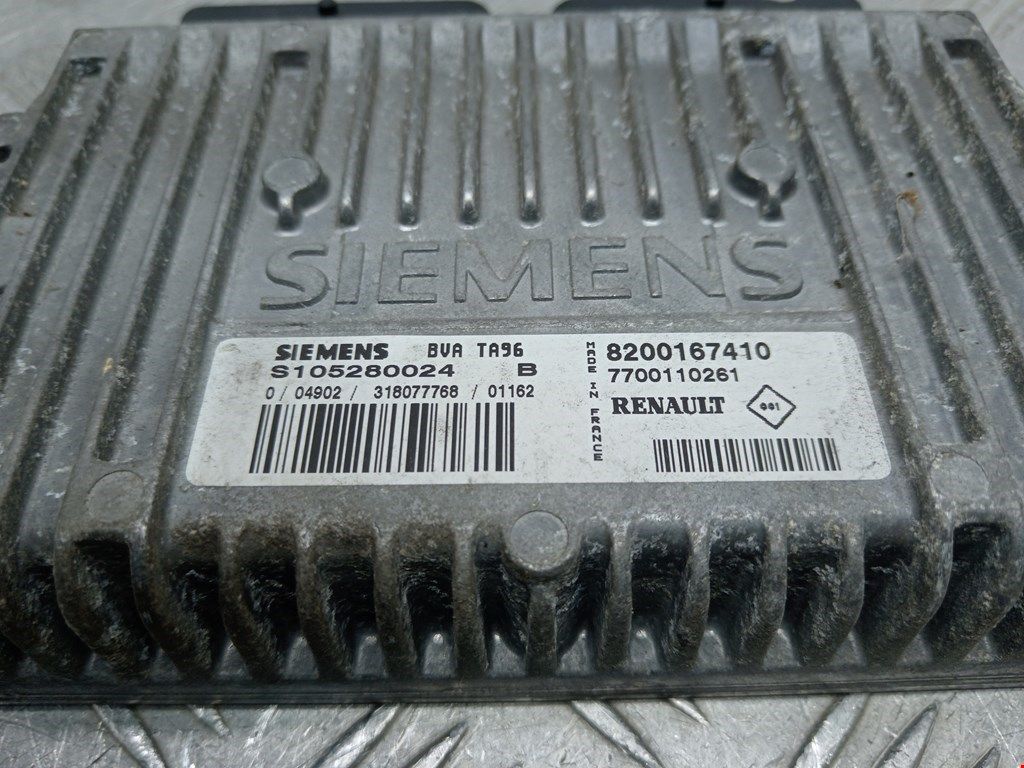 SIEMENS
SIEMENS BVA TA96
S105280024 B
0 / 04902 / 318077768 / 01162
MADE IN FRANCE
8200167410
7700110261
RENAULT